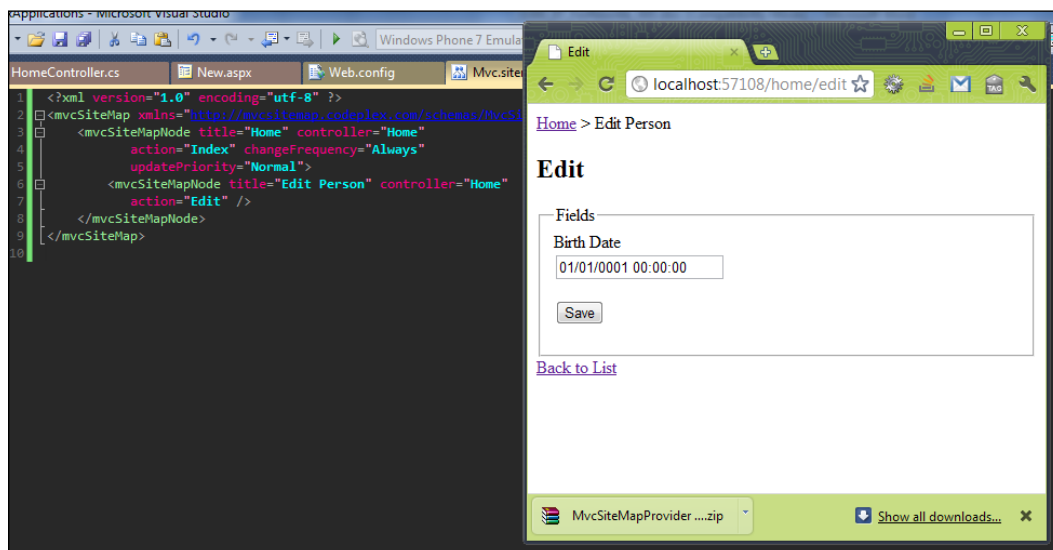 Applications - Microsoft Visual Studio
Windows Phone 7 Emula
HomeController.cs
New.aspx
Web.config
Mvc.siter
1 <?xml version="1.0" encoding="utf-8" ?>
2 <mvcSiteMap xmlns="http://mvcsitemap.codeplex.com/schemas/MvcSi
3 <mvcSiteMapNode title="Home" controller="Home"
4 action="Index" changeFrequency="Always"
5 updatePriority="Normal">
6 <mvcSiteMapNode title="Edit Person" controller="Home"
7 action="Edit" />
8 </mvcSiteMapNode>
9 </mvcSiteMap>
10
Edit
localhost:57108/home/edit
TAG
Home > Edit Person
Edit
Fields
Birth Date
01/01/0001 00:00:00
Save
Back to List
MvcSiteMapProvider ....zip
Show all downloads...